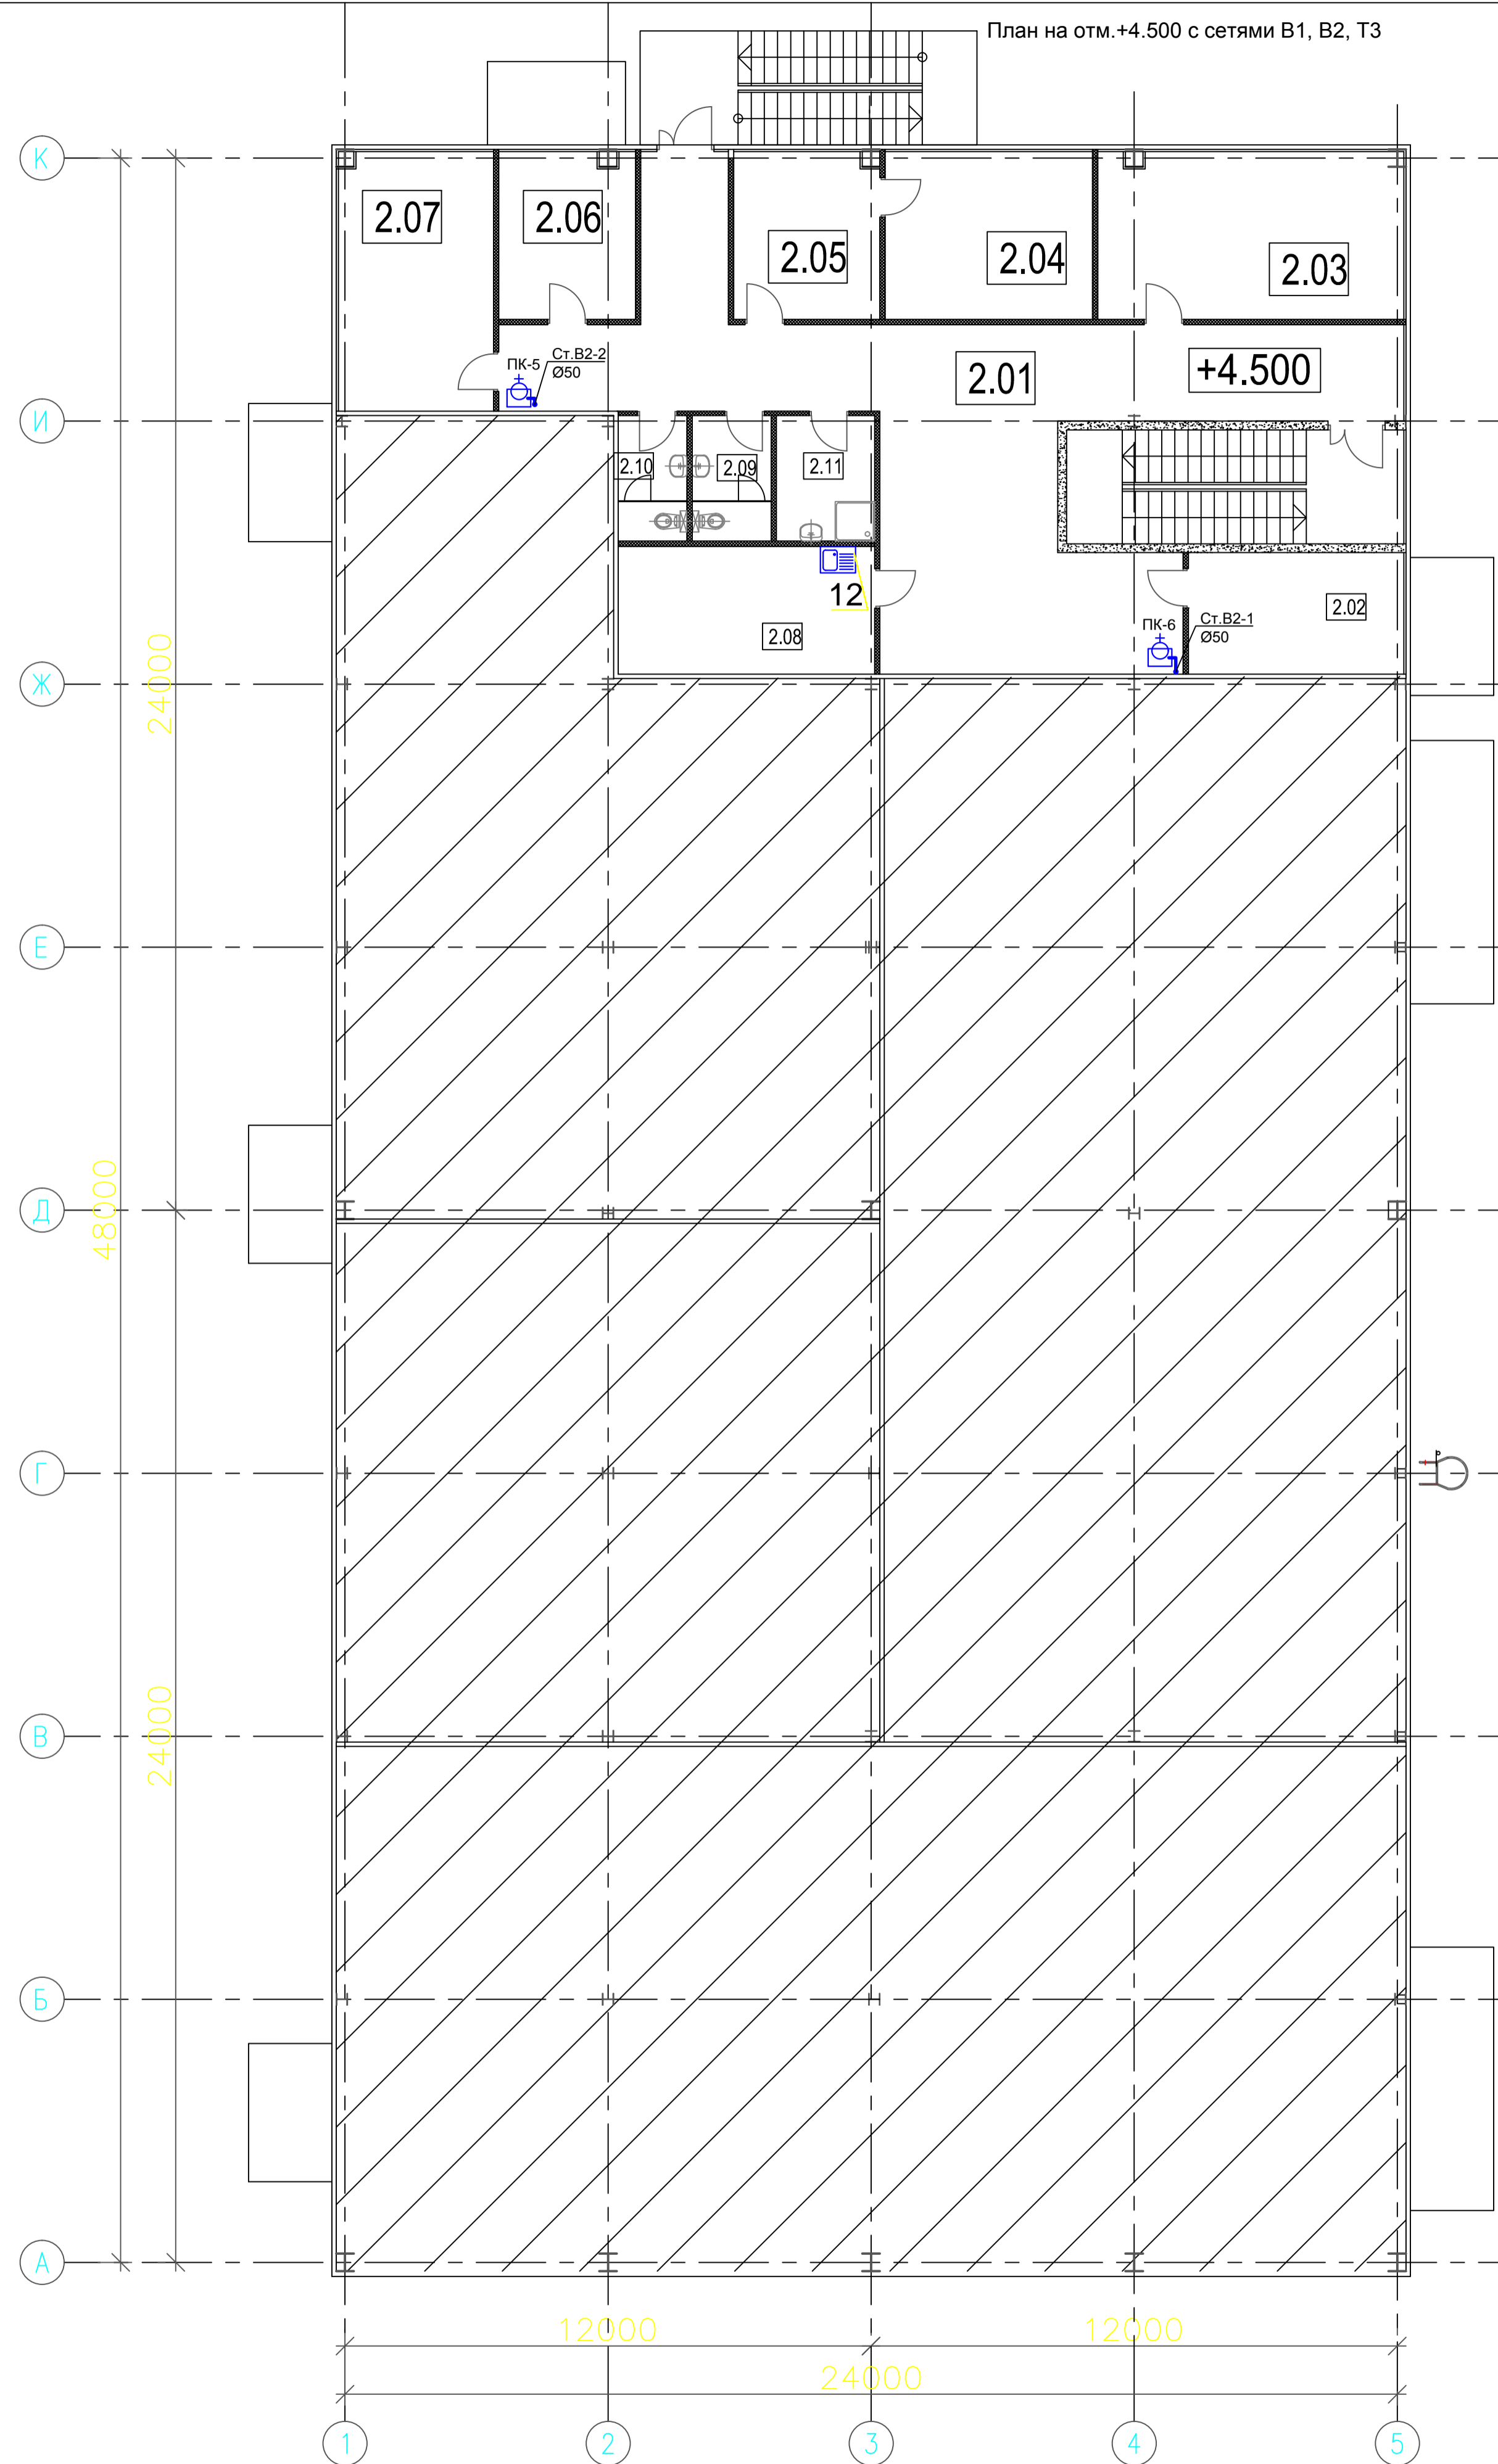 План на отм.+4.500 с сетями В1, В2, Т3
К
2.07
2.06
2.05
2.04
2.03
ПК-5
Ст.В2-2
Ø50
2.01
+4.500
И
2.10
2.09
2.11
12
2.08
ПК-6
Ст.В2-1
Ø50
2.02
Ж
24000
Е
48000
Д
Г
24000
В
Б
А
12000
12000
24000
1
2
3
4
5